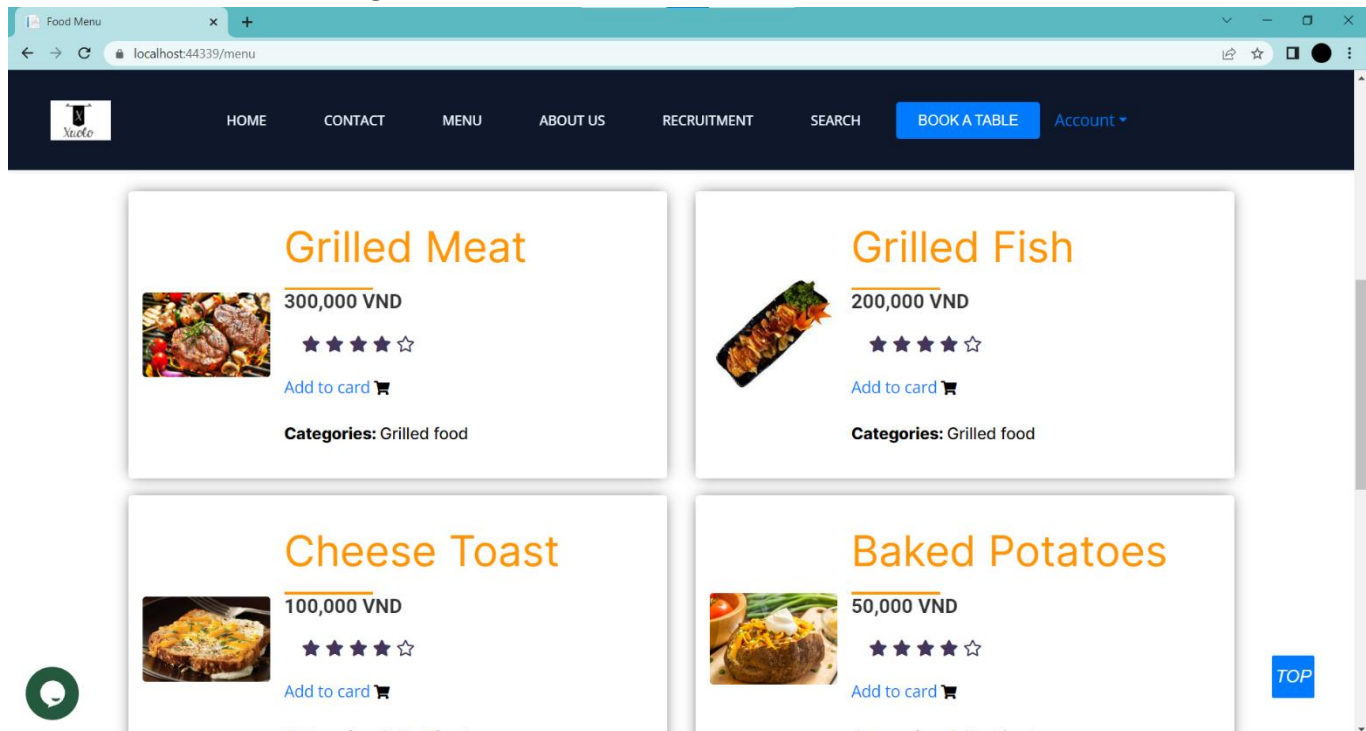 Food Menu
localhost:44339/menu
X
Xuolo
HOME CONTACT MENU ABOUT US RECRUITMENT SEARCH BOOK A TABLE Account
Grilled Meat
300,000 VND
Add to card
Categories: Grilled food
Grilled Fish
200,000 VND
Add to card
Categories: Grilled food
Cheese Toast
100,000 VND
Add to card
Baked Potatoes
50,000 VND
Add to card
TOP